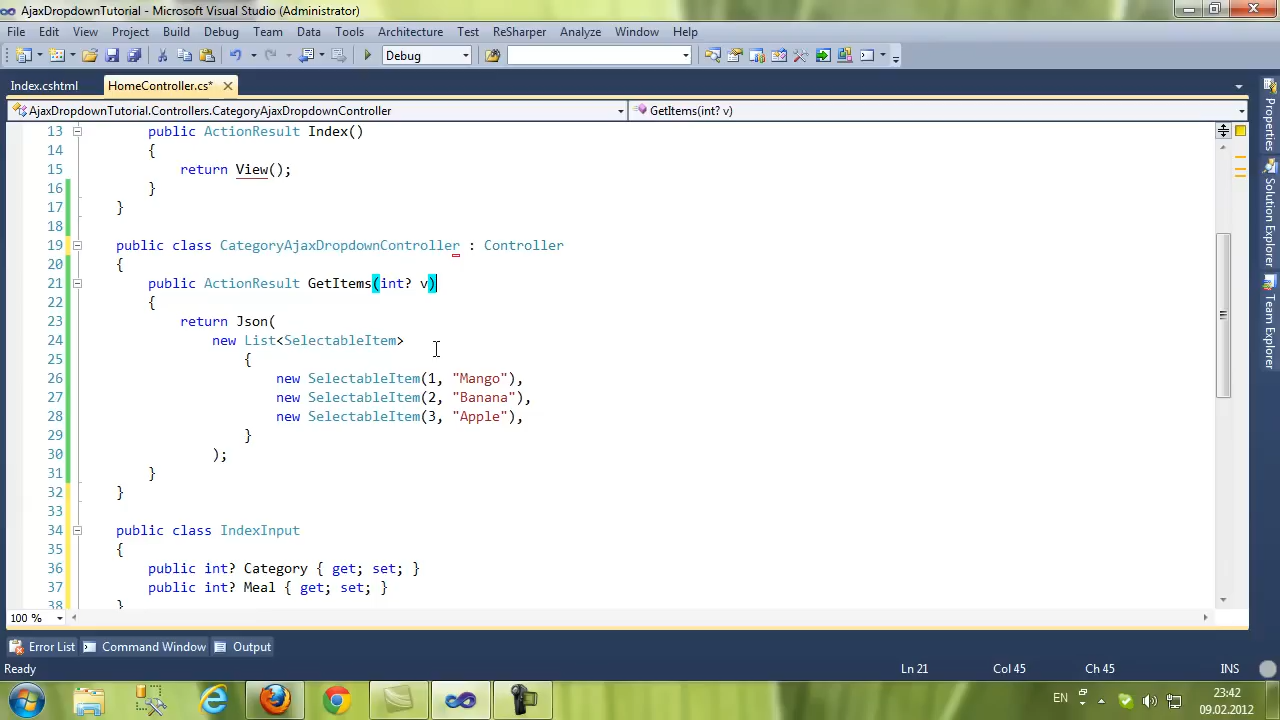 AjaxDropdownTutorial - Microsoft Visual Studio (Administrator)
File Edit View Project Build Debug Team Data Tools Architecture Test ReSharper Analyze Window Help
Debug
Index.cshtml HomeController.cs*
AjaxDropdownTutorial.Controllers.CategoryAjaxDropdownController GetItems(int? v)
13 public ActionResult Index()
14 {
15 return View();
16 }
17 }
18
19 public class CategoryAjaxDropdownController : Controller
20 {
21 public ActionResult GetItems(int? v)
22 {
23 return Json(
24 new List<SelectableItem>
25 {
26 new SelectableItem(1, "Mango"),
27 new SelectableItem(2, "Banana"),
28 new SelectableItem(3, "Apple"),
29 }
30 );
31 }
32 }
33
34 public class IndexInput
35 {
36 public int? Category { get; set; }
37 public int? Meal { get; set; }
38 }
100 %
Properties
Solution Explorer
Team Explorer
Error List Command Window Output
Ready Ln 21 Col 45 Ch 45 INS
EN 23:42
09.02.2012